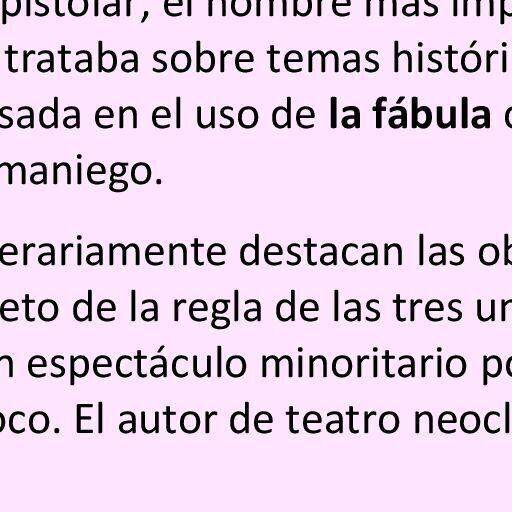 pistolar, el nombre más imp
trataba sobre temas históri
sada en el uso de la fábula
maniego.
erariamente destacan las ob
eto de la regla de las tres un
n espectáculo minoritario po
oco. El autor de teatro neocl